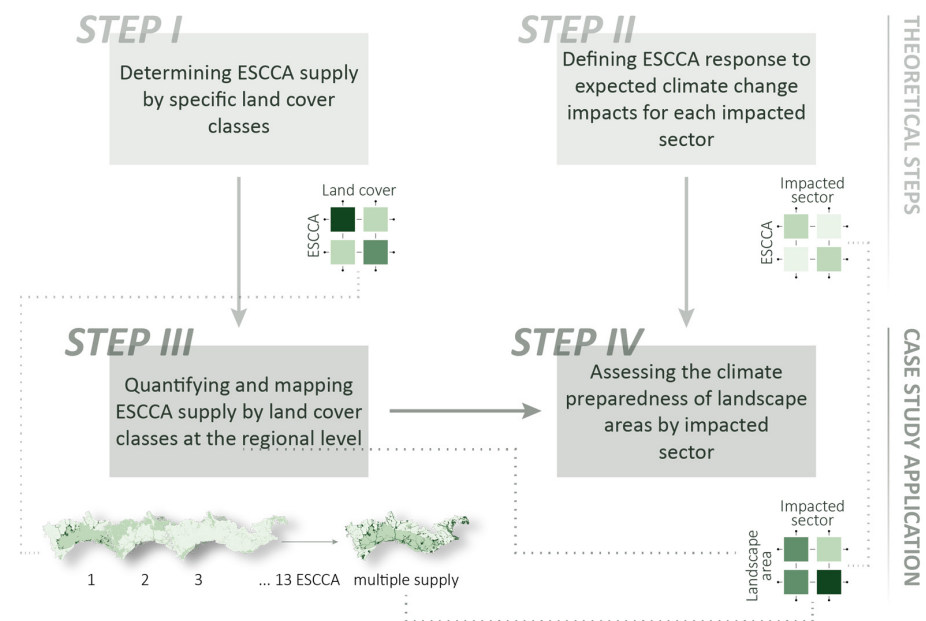 STEP I
Determining ESCCA supply
by specific land cover
classes
STEP II
Defining ESCCA response to
expected climate change
impacts for each impacted
sector
THEORETICAL STEPS
Land cover
ESCCA
Impacted
sector
ESCCA
STEP III
Quantifying and mapping
ESCCA supply by land cover
classes at the regional level
STEP IV
Assessing the climate
preparedness of landscape
areas by impacted
sector
CASE STUDY APPLICATION
1 2 3 ... 13 ESCCA multiple supply
Impacted
sector
Landscape
area